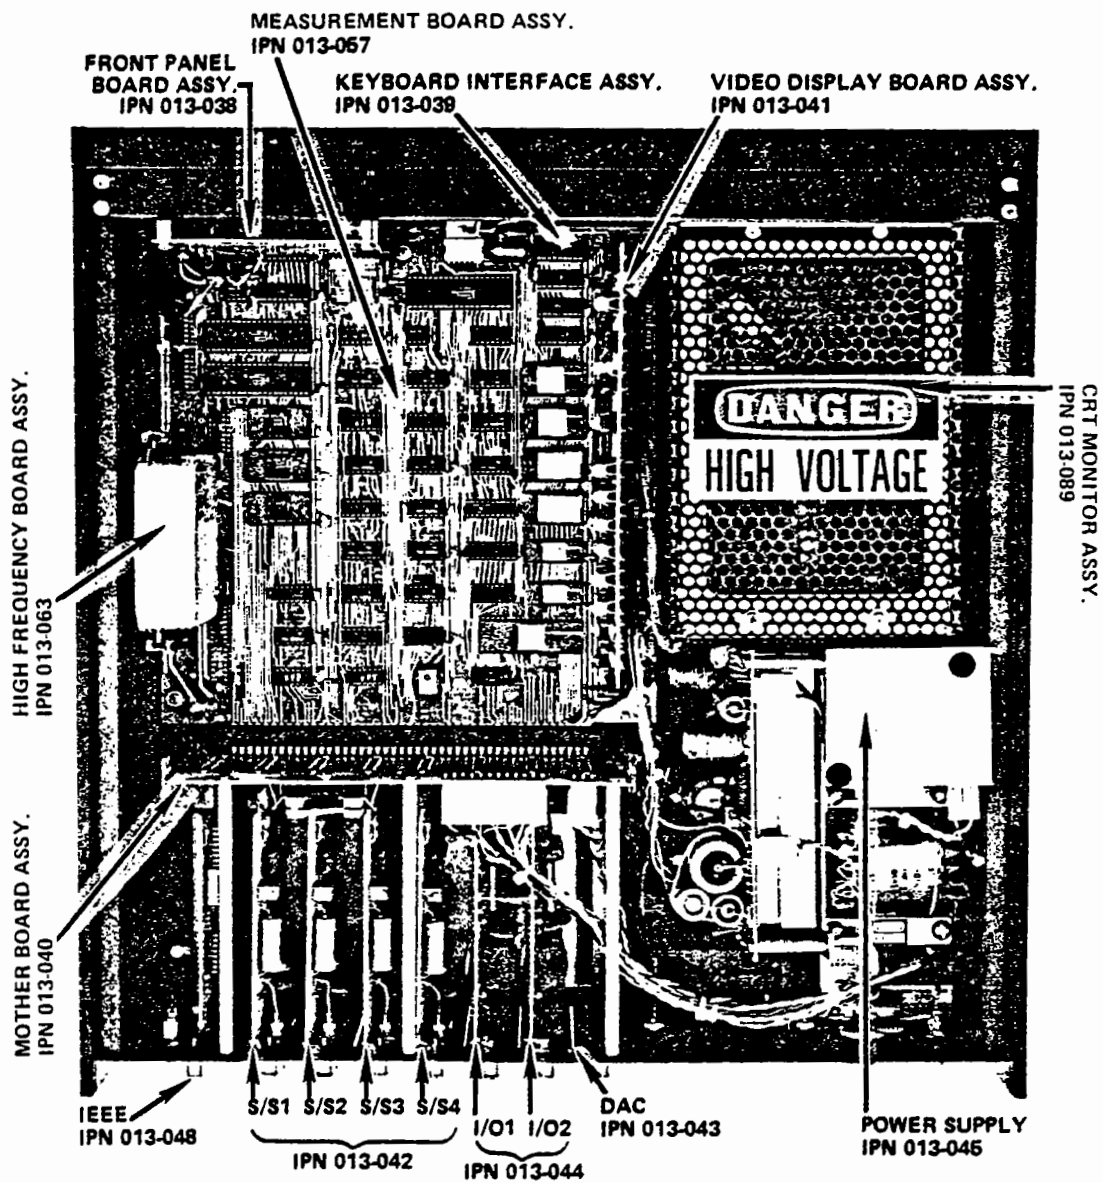 MEASUREMENT BOARD ASSY.
IPN 013-057
FRONT PANEL
BOARD ASSY.
IPN 013-038
KEYBOARD INTERFACE ASSY.
IPN 013-039
VIDEO DISPLAY BOARD ASSY.
IPN 013-041
HIGH FREQUENCY BOARD ASSY.
IPN 013-063
DANGER
HIGH VOLTAGE
CRT MONITOR ASSY.
IPN 013-089
MOTHER BOARD ASSY.
IPN 013-040
IEEE
IPN 013-048
S/S1 S/S2 S/S3 S/S4
IPN 013-042
I/O1 I/O2
IPN 013-044
DAC
IPN 013-043
POWER SUPPLY
IPN 013-045